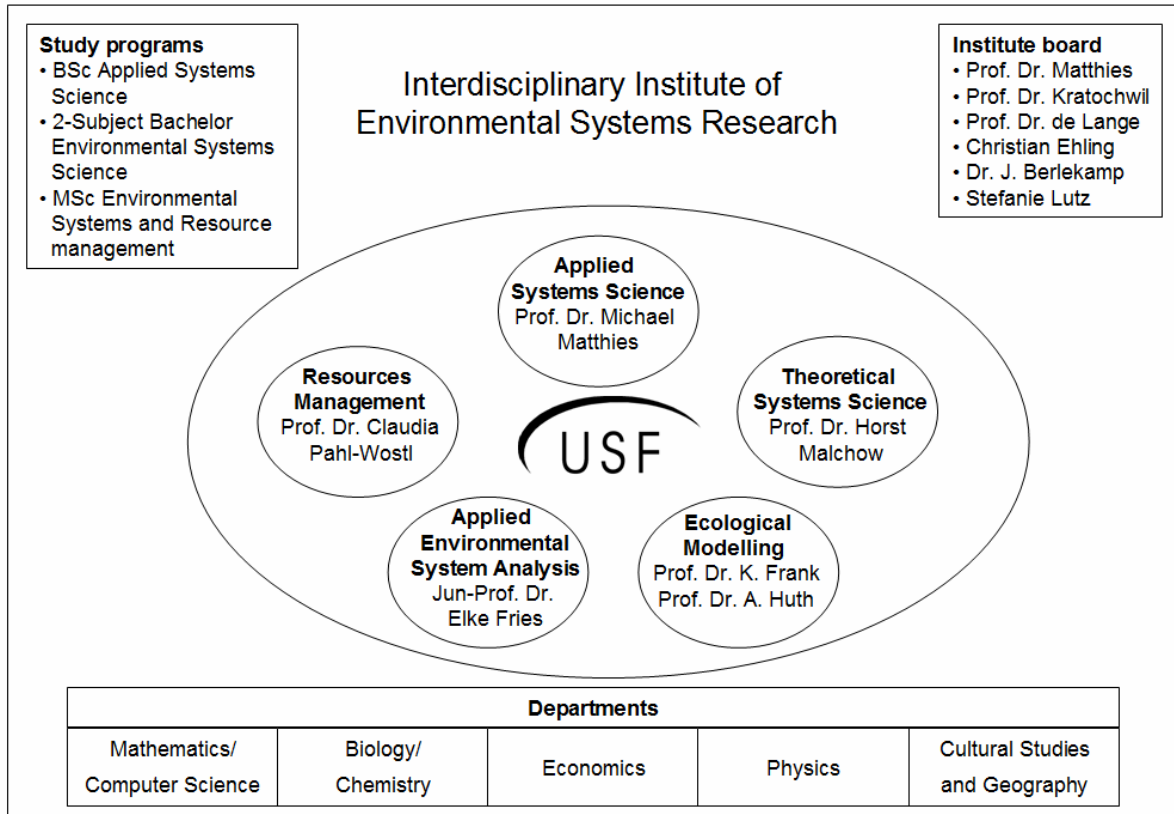 Study programs
• BSc Applied Systems
Science
• 2-Subject Bachelor
Environmental Systems
Science
• MSc Environmental
Systems and Resource
management
Interdisciplinary Institute of
Environmental Systems Research
Institute board
• Prof. Dr. Matthies
• Prof. Dr. Kratochwil
• Prof. Dr. de Lange
• Christian Ehling
• Dr. J. Berlekamp
• Stefanie Lutz
Applied
Systems Science
Prof. Dr. Michael
Matthies
Resources
Management
Prof. Dr. Claudia
Pahl-Wostl
Theoretical
Systems Science
Prof. Dr. Horst
Malchow
USF
Applied
Environmental
System Analysis
Jun-Prof. Dr.
Elke Fries
Ecological
Modelling
Prof. Dr. K. Frank
Prof. Dr. A. Huth
Departments
Mathematics/
Computer Science
Biology/
Chemistry
Economics
Physics
Cultural Studies
and Geography